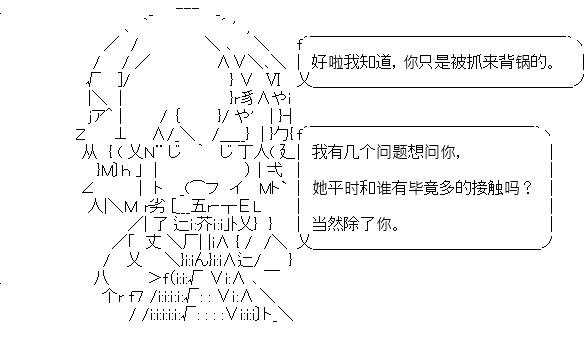 好啦我知道，你只是被抓来背锅的。
我有几个问题想问你，
她平时和谁有毕竟多的接触吗？
当然除了你。